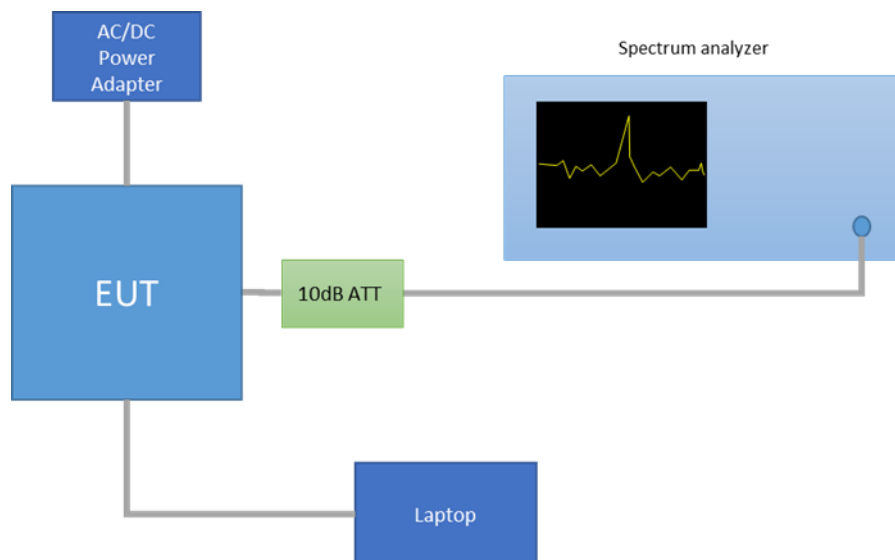 AC/DC
Power
Adapter
Spectrum analyzer
EUT
10dB ATT
Laptop